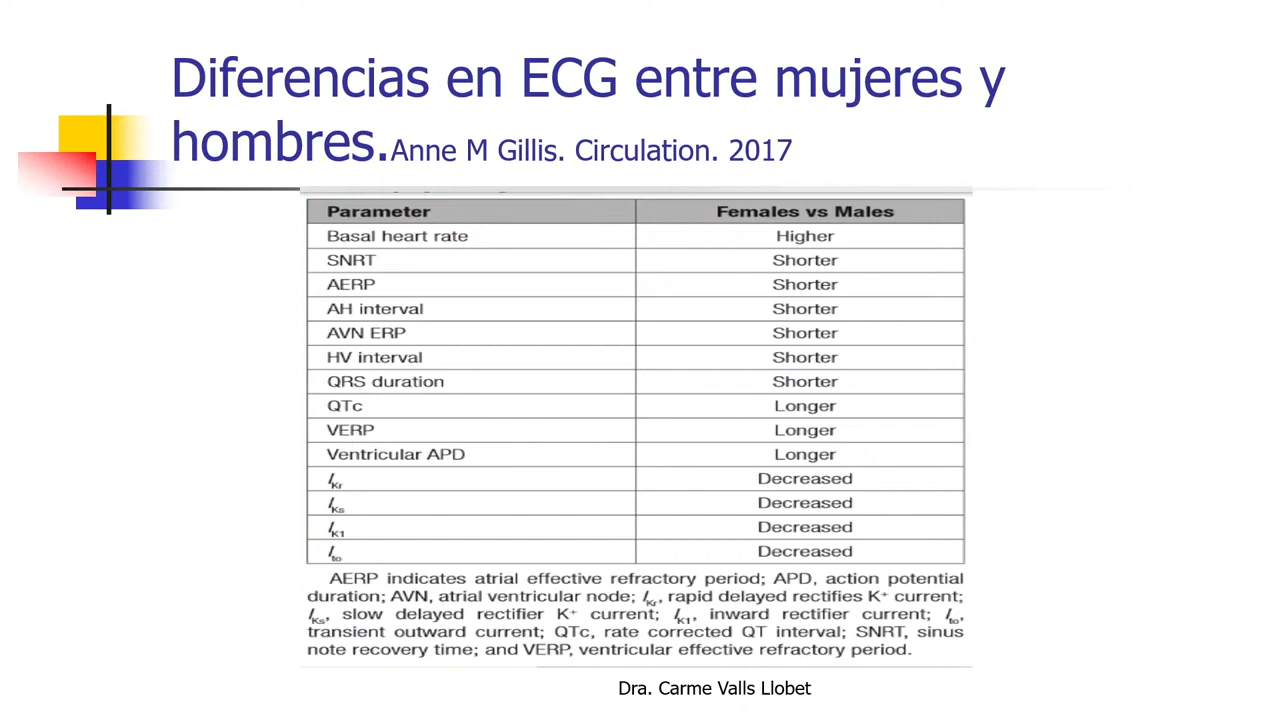 Diferencias en ECG entre mujeres y
hombres.Anne M Gillis. Circulation. 2017
Parameter Females vs Males
Basal heart rate Higher
SNRT Shorter
AERP Shorter
AH interval Shorter
AVN ERP Shorter
HV interval Shorter
QRS duration Shorter
QTc Longer
VERP Longer
Ventricular APD Longer
IKr Decreased
IKs Decreased
IK1 Decreased
Ito Decreased
AERP indicates atrial effective refractory period; APD, action potential
duration; AVN, atrial ventricular node; IKr, rapid delayed rectifies K+ current;
IKs, slow delayed rectifier K+ current; IK1, inward rectifier current; Ito,
transient outward current; QTc, rate corrected QT interval; SNRT, sinus
note recovery time; and VERP, ventricular effective refractory period.
Dra. Carme Valls Llobet